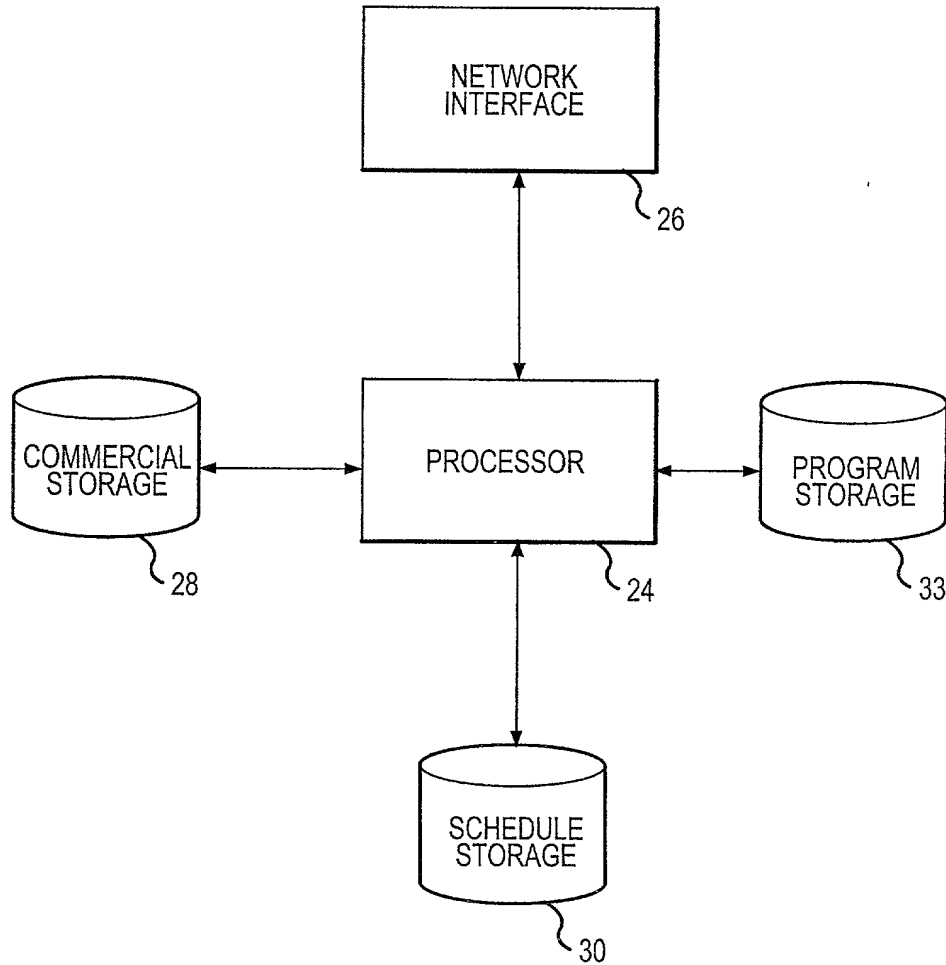 NETWORK
INTERFACE
26
COMMERCIAL
STORAGE
28
PROCESSOR
24
PROGRAM
STORAGE
33
SCHEDULE
STORAGE
30